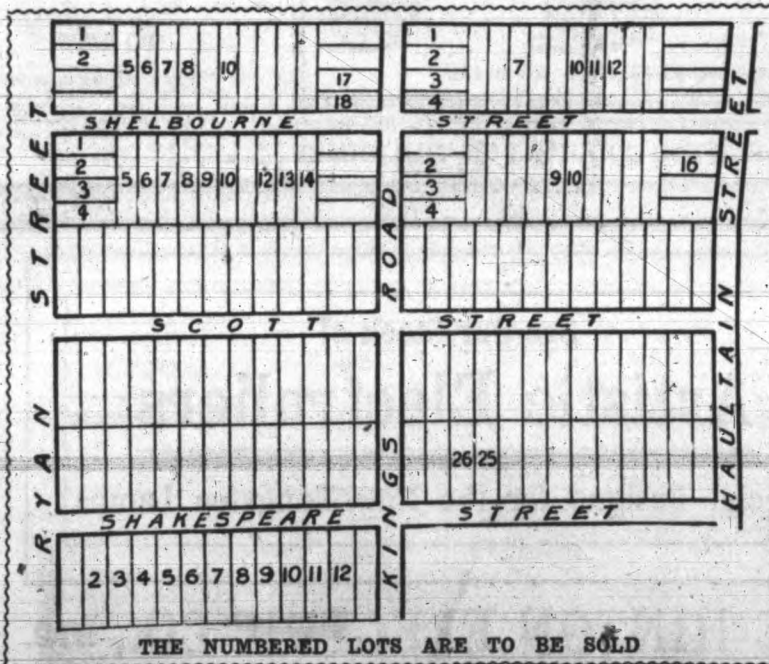 1
1
2
5 6 7 8 10
2
7
10 11 12
17
3
18
4
SHELBOURNE STREET
1
2
2
16
3
5 6 7 8 9 10 12 13 14
3
9 10
4
4
SCOTT STREET
26 25
SHAKESPEARE STREET
2 3 4 5 6 7 8 9 10 11 12
RYAN STREET
KINGS ROAD
HAULTAIN STREET
THE NUMBERED LOTS ARE TO BE SOLD